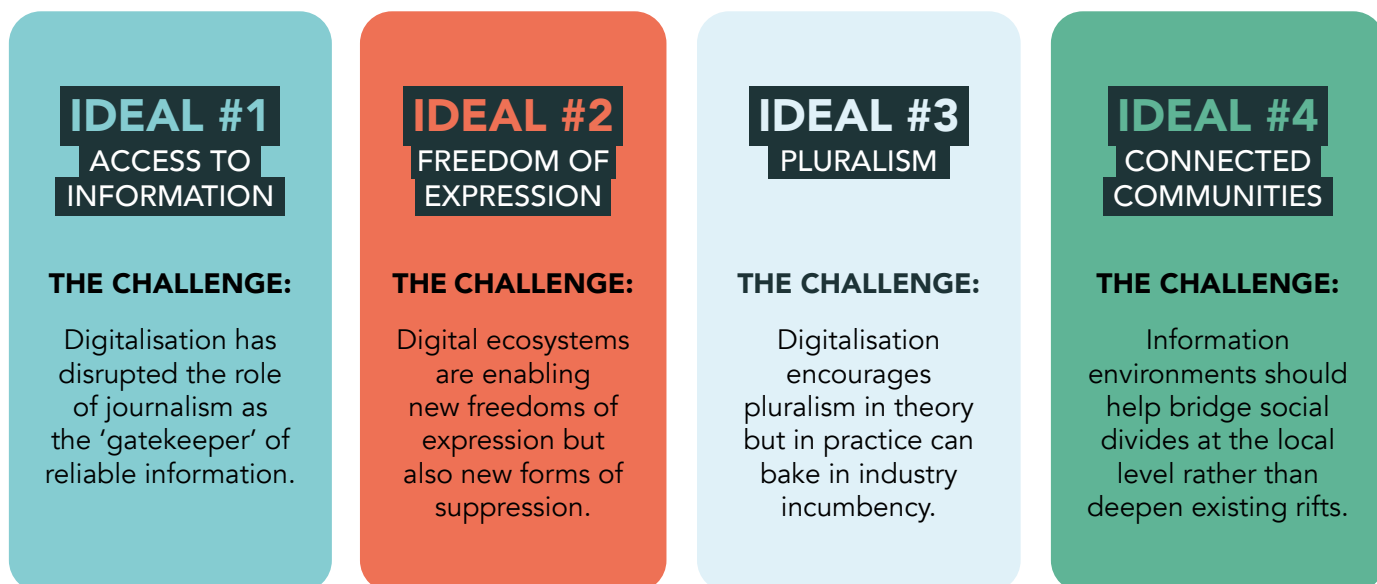 IDEAL #1
ACCESS TO
INFORMATION
THE CHALLENGE:
Digitalisation has
disrupted the role
of journalism as
the ‘gatekeeper’ of
reliable information.
IDEAL #2
FREEDOM OF
EXPRESSION
THE CHALLENGE:
Digital ecosystems
are enabling
new freedoms of
expression but
also new forms of
suppression.
IDEAL #3
PLURALISM
THE CHALLENGE:
Digitalisation
encourages
pluralism in theory
but in practice can
bake in industry
incumbency.
IDEAL #4
CONNECTED
COMMUNITIES
THE CHALLENGE:
Information
environments should
help bridge social
divides at the local
level rather than
deepen existing rifts.